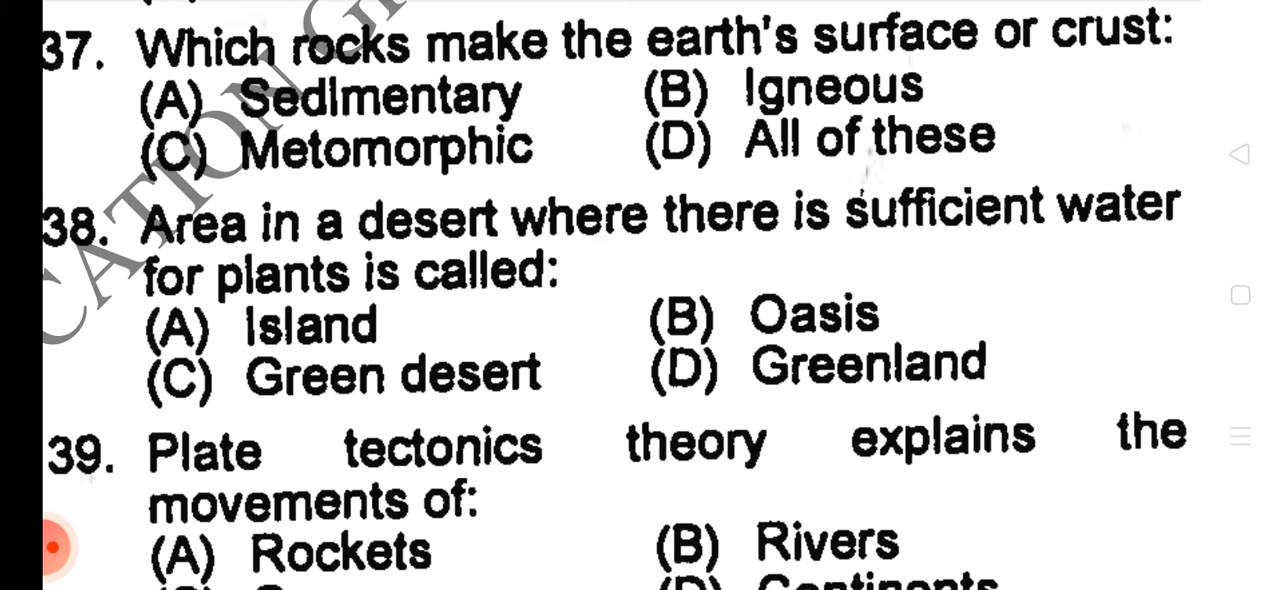 37. Which rocks make the earth's surface or crust:
(A) Sedimentary (B) Igneous
(C) Metomorphic (D) All of these
38. Area in a desert where there is sufficient water
for plants is called:
(A) Island (B) Oasis
(C) Green desert (D) Greenland
39. Plate tectonics theory explains the
movements of:
(A) Rockets (B) Rivers
(D) Continents
CATION